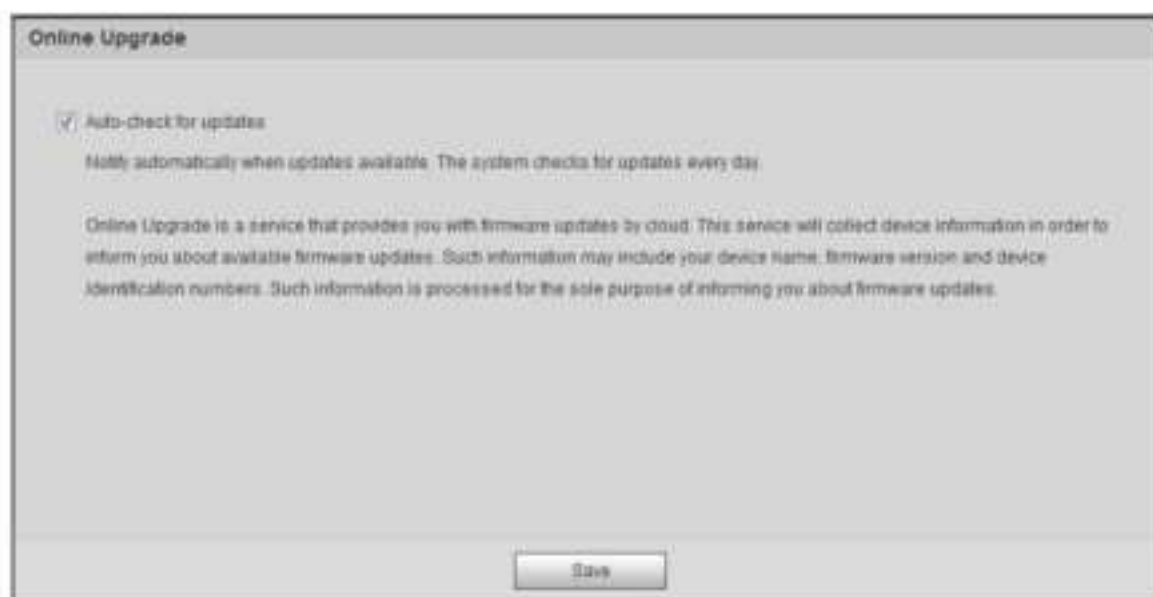 Online Upgrade
Auto-check for updates
Notify automatically when updates available. The system checks for updates every day.
Online Upgrade is a service that provides you with firmware updates by cloud. This service will collect device information in order to
inform you about available firmware updates. Such information may include your device name, firmware version and device
identification numbers. Such information is processed for the sole purpose of informing you about firmware updates.
Save